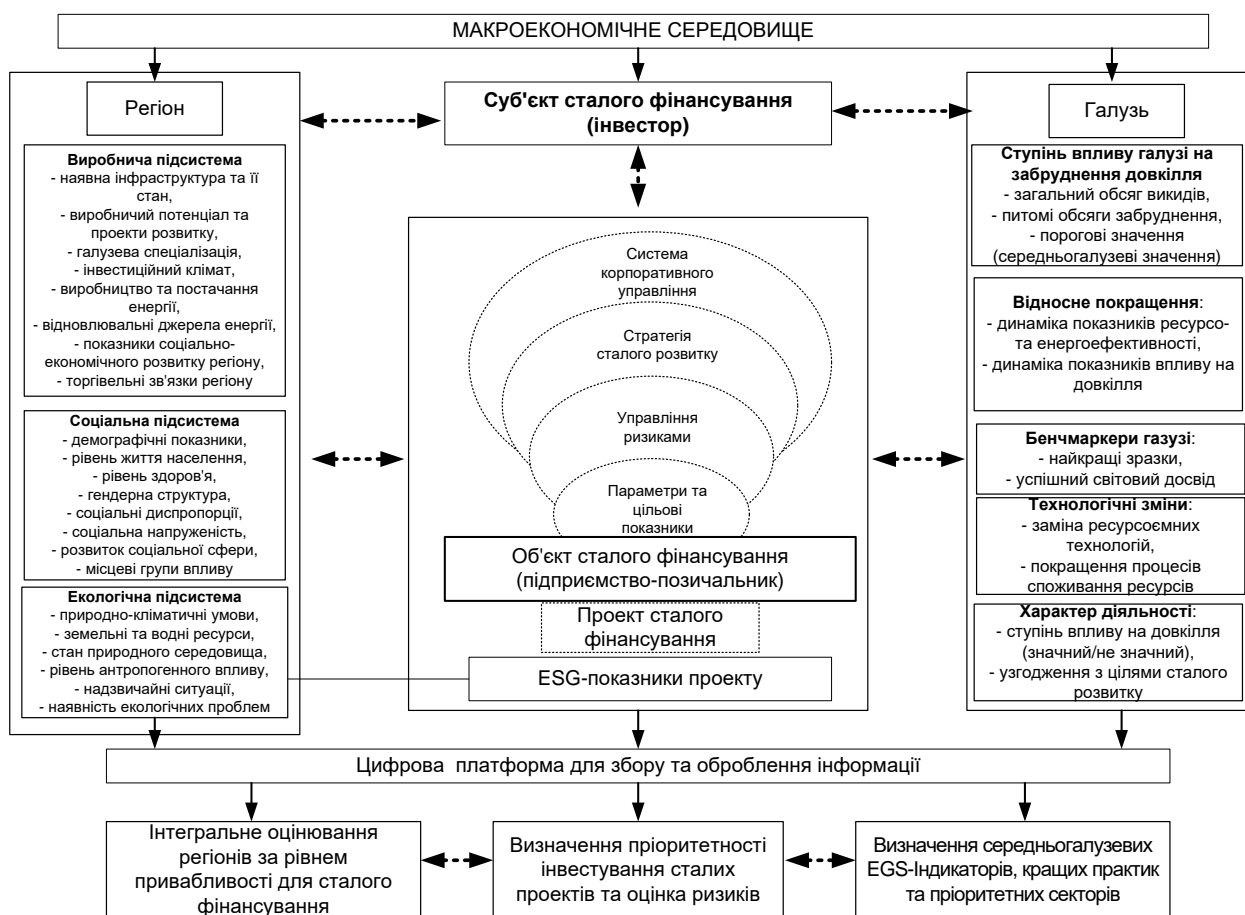 МАКРОЕКОНОМІЧНЕ СЕРЕДОВИЩЕ
Регіон
Виробнича підсистема
- наявна інфраструктура та її
стан,
- виробничий потенціал та
проекти розвитку,
- галузева спеціалізація,
- інвестиційний клімат,
- виробництво та постачання
енергії,
- відновлювальні джерела енергії,
- показники соціально-
економічного розвитку регіону,
- торгівельні зв'язки регіону
Соціальна підсистема
- демографічні показники,
- рівень життя населення,
- рівень здоров'я,
- гендерна структура,
- соціальні диспропорції,
- соціальна напруженість,
- розвиток соціальної сфери,
- місцеві групи впливу
Екологічна підсистема
- природно-кліматичні умови,
- земельні та водні ресурси,
- стан природного середовища,
- рівень антропогенного впливу,
- надзвичайні ситуації,
- наявність екологічних проблем
Суб'єкт сталого фінансування
(інвестор)
Система
корпоративного
управління
Стратегія
сталого розвитку
Управління
ризиками
Параметри та
цільові
показники
Об'єкт сталого фінансування
(підприємство-позичальник)
Проект сталого
фінансування
ESG-показники проекту
Галузь
Ступінь впливу галузі на
забруднення довкілля
- загальний обсяг викидів,
- питомі обсяги забруднення,
- порогові значення
(середньогалузеві значення)
Відносне покращення:
- динаміка показників ресурсо-
та енергоефективності,
- динаміка показників впливу на
довкілля
Бенчмаркери газузі:
- найкращі зразки,
- успішний світовий досвід
Технологічні зміни:
- заміна ресурсоємних
технологій,
- покращення процесів
споживання ресурсів
Характер діяльності:
- ступінь впливу на довкілля
(значний/не значний),
- узгодження з цілями сталого
розвитку
Цифрова платформа для збору та оброблення інформації
Інтегральне оцінювання
регіонів за рівнем
привабливості для сталого
фінансування
Визначення пріоритетності
інвестування сталих
проектів та оцінка ризиків
Визначення середньогалузевих
EGS-Індикаторів, кращих практик
та пріоритетних секторів